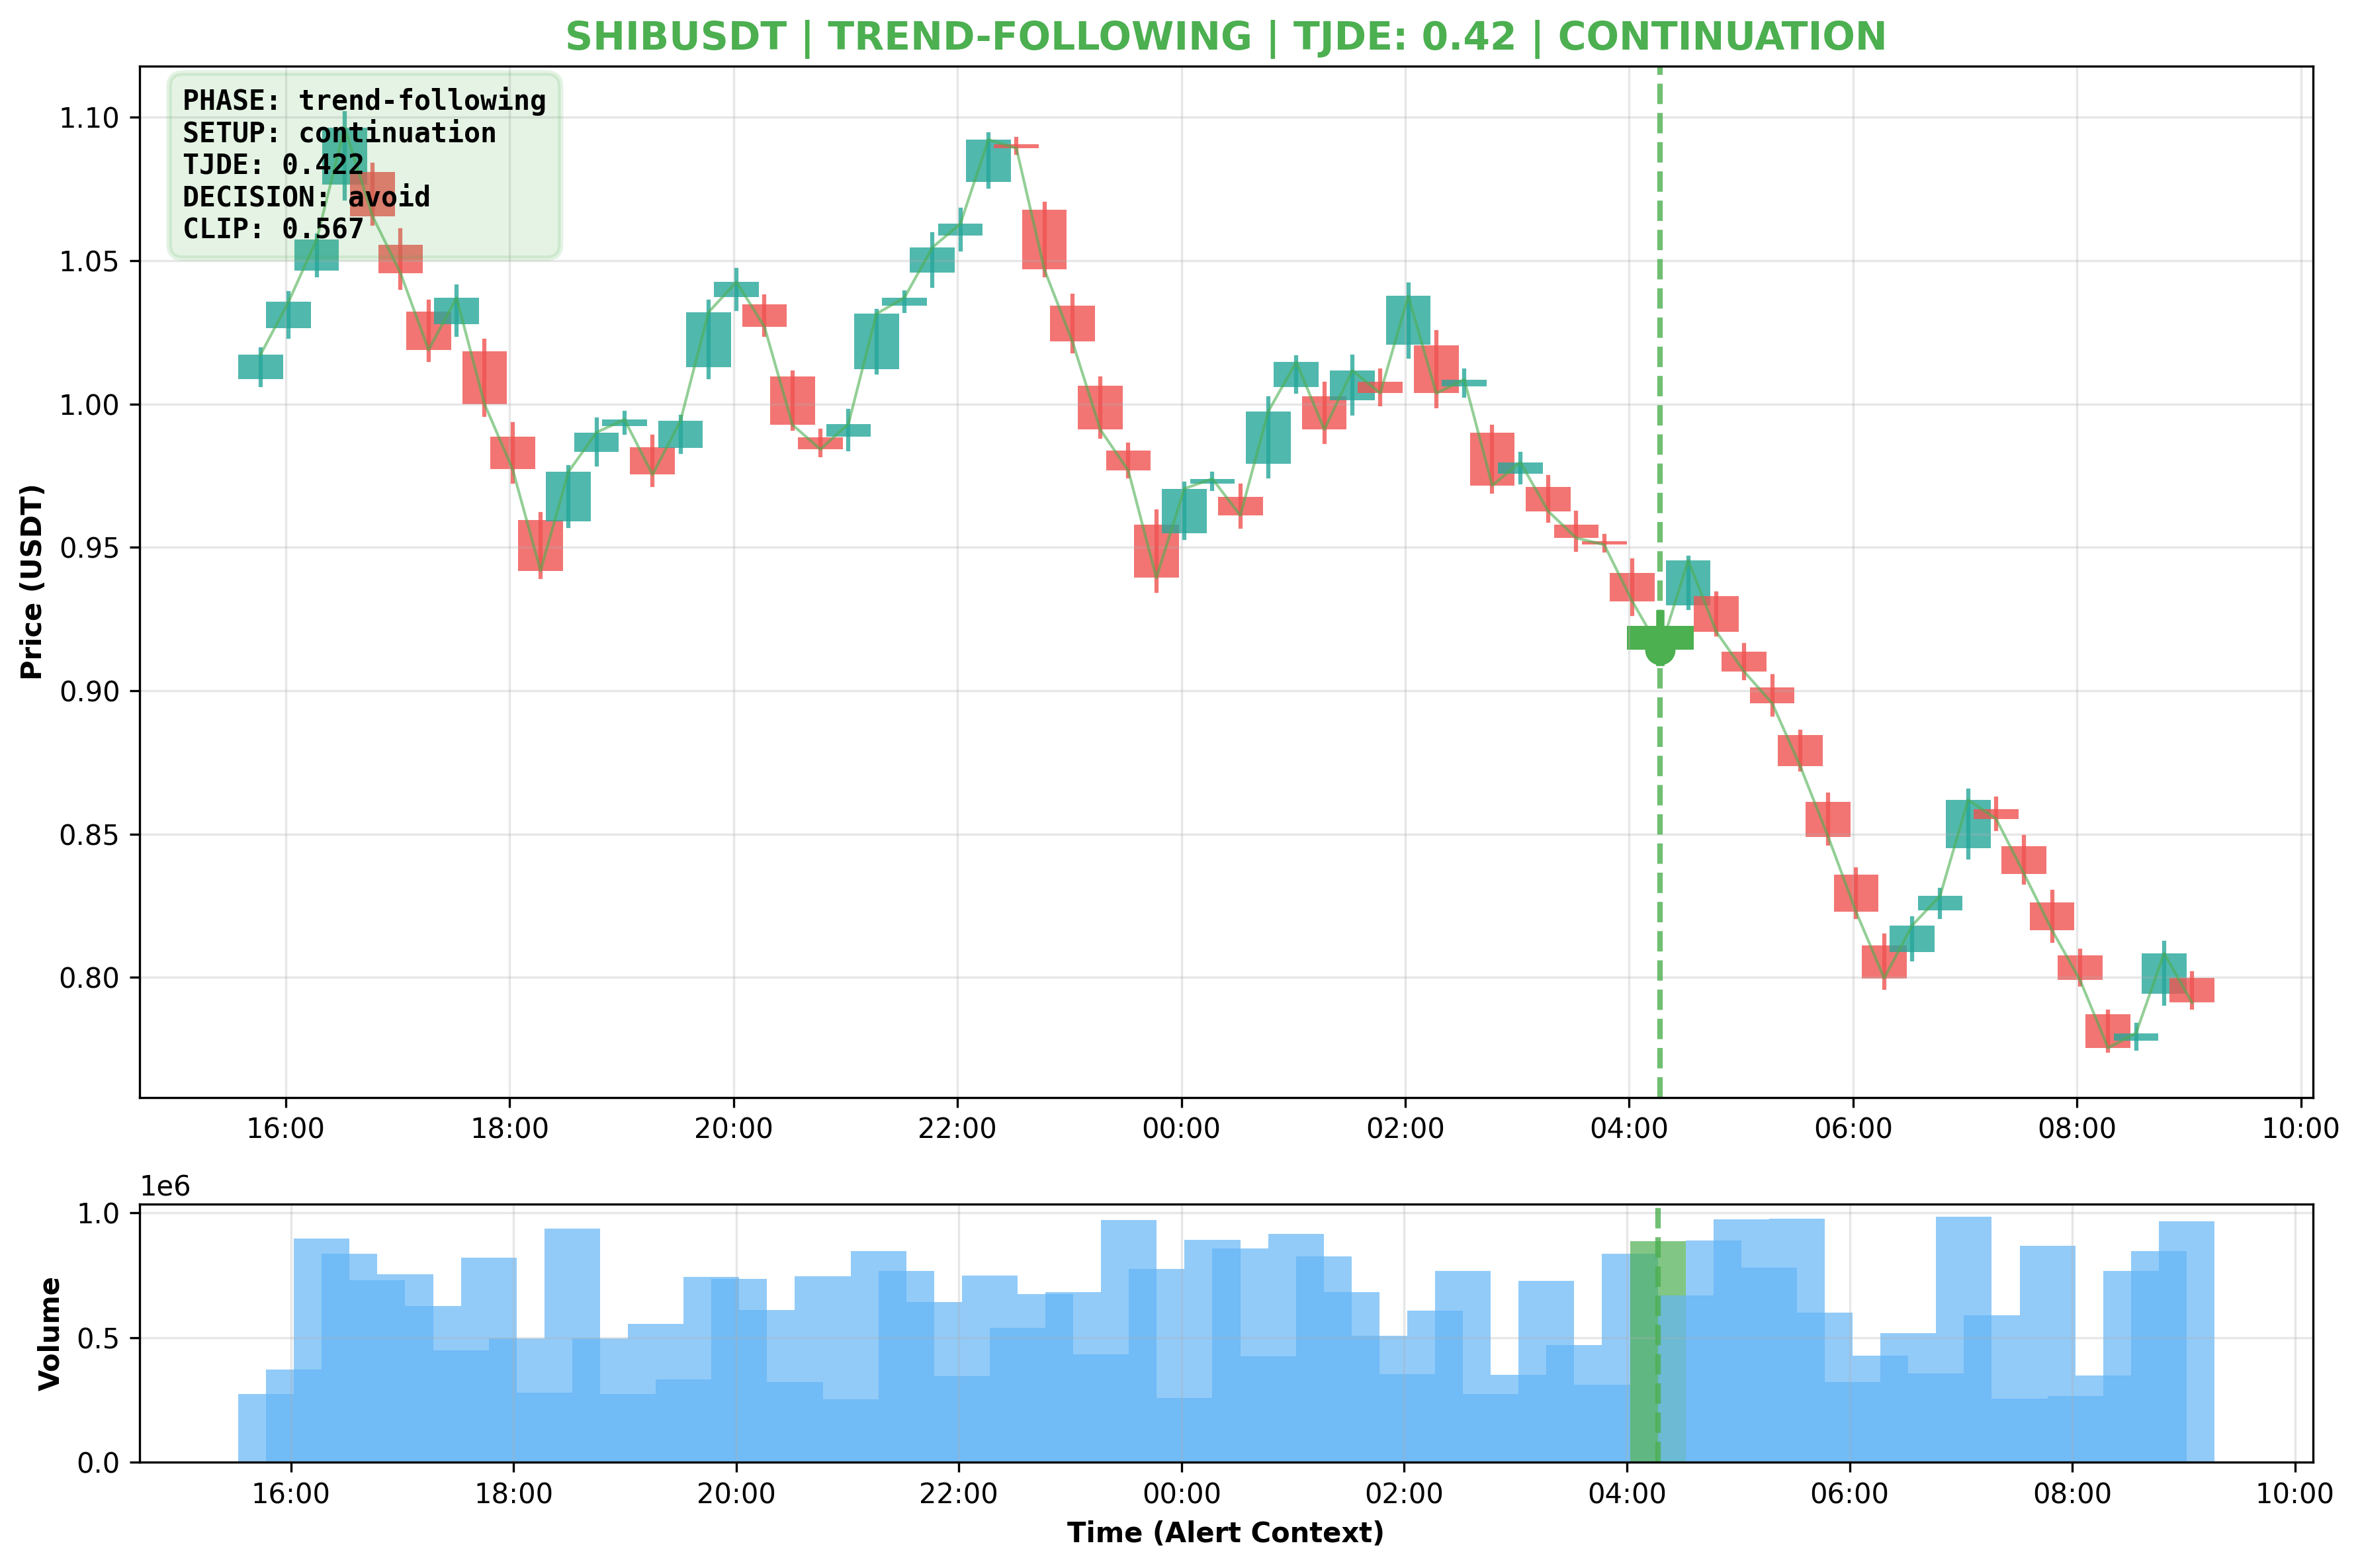 SHIBUSDT | TREND-FOLLOWING | TJDE: 0.42 | CONTINUATION
PHASE: trend-following
SETUP: continuation
TJDE: 0.422
DECISION: avoid
CLIP: 0.567
Price (USDT)
1.10
1.05
1.00
0.95
0.90
0.85
0.80
16:00 18:00 20:00 22:00 00:00 02:00 04:00 06:00 08:00 10:00
1e6
Volume
1.0
0.5
0.0
16:00 18:00 20:00 22:00 00:00 02:00 04:00 06:00 08:00 10:00
Time (Alert Context)